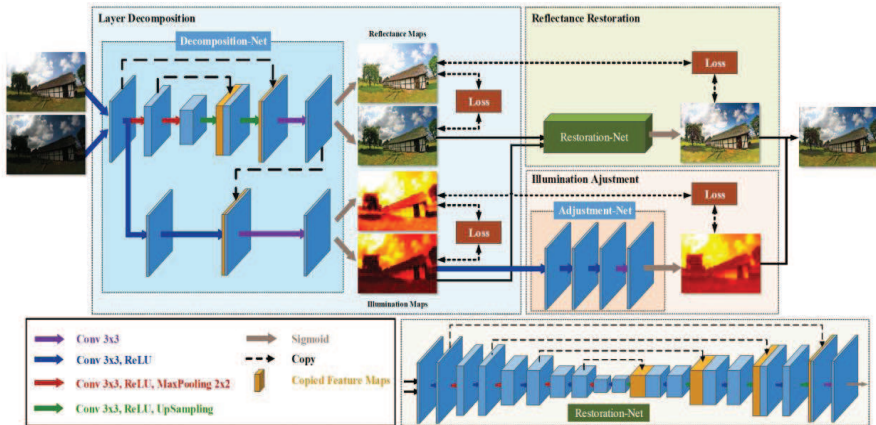 Layer Decomposition
Reflectance Restoration
Decomposition-Net
Reflectance Maps
Loss
Loss
Restoration-Net
Illumination Ajustment
Adjustment-Net
Loss
Loss
Illumination Maps
Conv 3x3
Sigmoid
Conv 3x3, ReLU
Copy
Conv 3x3, ReLU, MaxPooling 2x2
Copied Feature Maps
Conv 3x3, ReLU, UpSampling
Restoration-Net